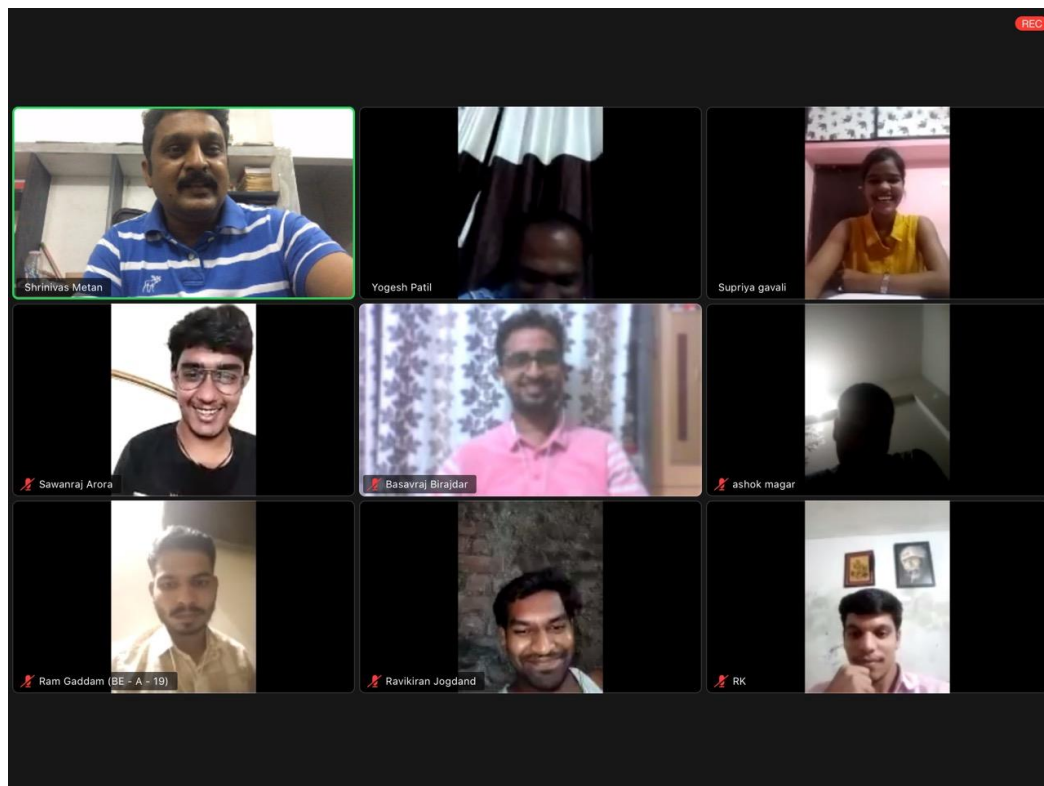 REC
Shrinivas Metan
Yogesh Patil
Supriya gavali
Sawanraj Arora
Basavraj Birajdar
ashok magar
Ram Gaddam (BE - A - 19)
Ravikiran Jogdand
RK